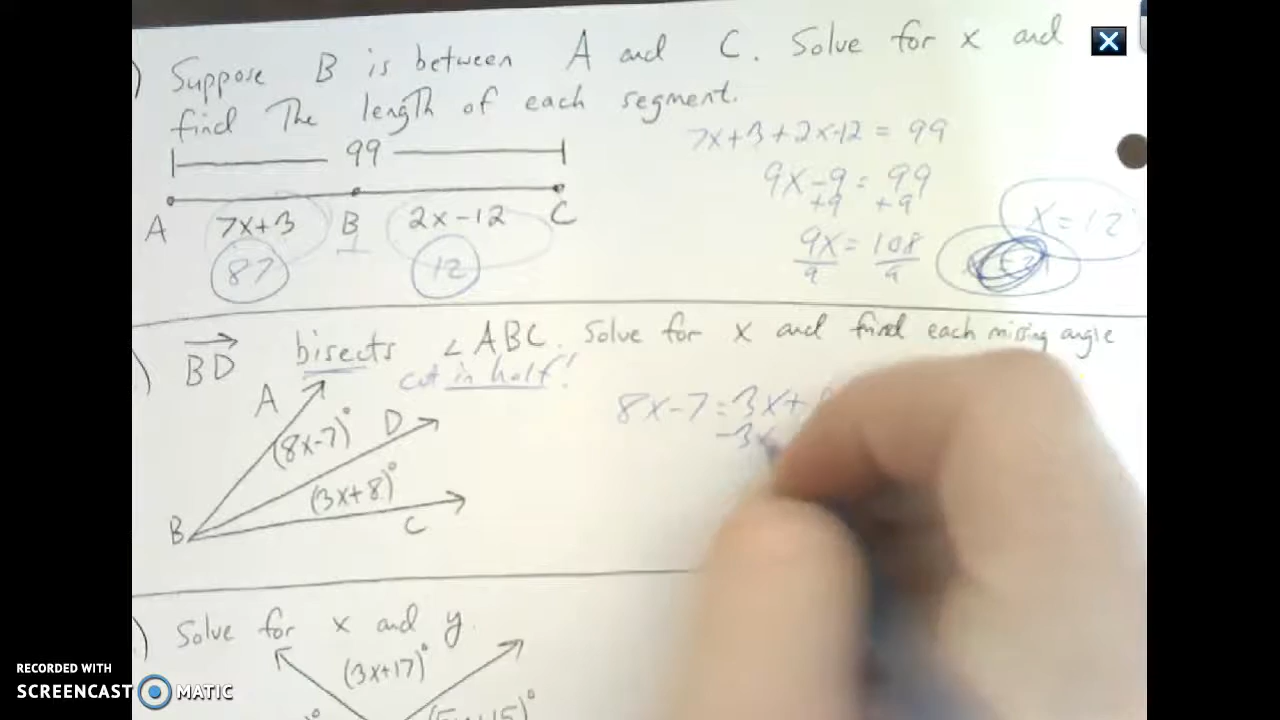 ) Suppose B is between A and C. Solve for x and
find The length of each segment.
99
7x+3+2x-12 = 99
9x-9=99
+9 +9
A 7x+3 B 2x-12 C
87 12
9x = 108
9 9
x=12
.) BD bisects ∠ABC. Solve for x and find each missing angle
cut in half!
A
8x-7=3x+
-3x
(8x-7)° D
(3x+8)°
B C
.) Solve for x and y.
(3x+17)°
RECORDED WITH
SCREENCAST MATIC